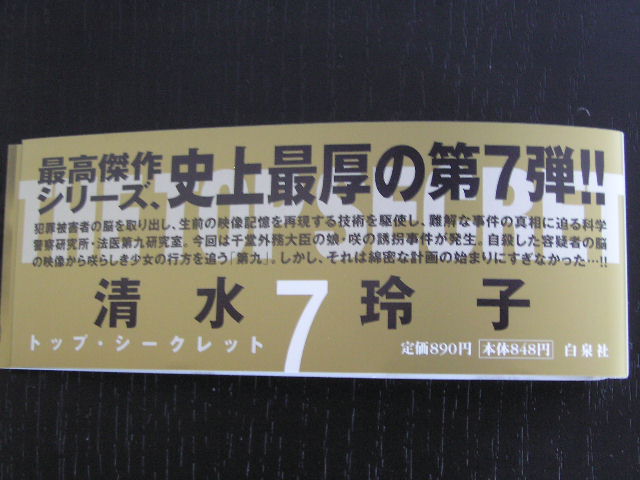 最高傑作
シリーズ、史上最厚の第7弾!!
犯罪被害者の脳を取り出し、生前の映像記憶を再現する技術を駆使し、難解な事件の真相に迫る科学
警察研究所・法医第九研究室。今回は千堂外務大臣の娘・咲の誘拐事件が発生。自殺した容疑者の脳
の映像から咲らしき少女の行方を追う「第九」。しかし、それは綿密な計画の始まりにすぎなかった…!!
清水 7 玲子
トップ・シークレット
定価890円 本体848円 白泉社